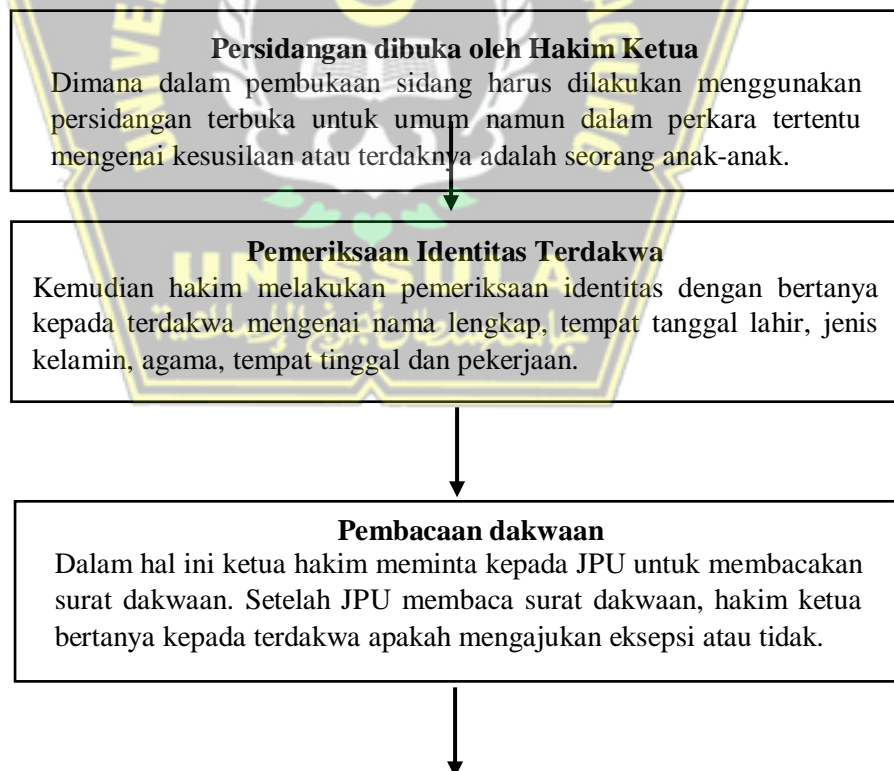 UNIVER
AGUNG
Persidangan dibuka oleh Hakim Ketua
Dimana dalam pembukaan sidang harus dilakukan menggunakan
persidangan terbuka untuk umum namun dalam perkara tertentu
mengenai kesusilaan atau terdaknya adalah seorang anak-anak.
Pemeriksaan Identitas Terdakwa
UNISSULA
Kemudian hakim melakukan pemeriksaan identitas dengan bertanya
kepada terdakwa mengenai nama lengkap, tempat tanggal lahir, jenis
kelamin, agama, tempat tinggal dan pekerjaan.
Pembacaan dakwaan
Dalam hal ini ketua hakim meminta kepada JPU untuk membacakan
surat dakwaan. Setelah JPU membaca surat dakwaan, hakim ketua
bertanya kepada terdakwa apakah mengajukan eksepsi atau tidak.